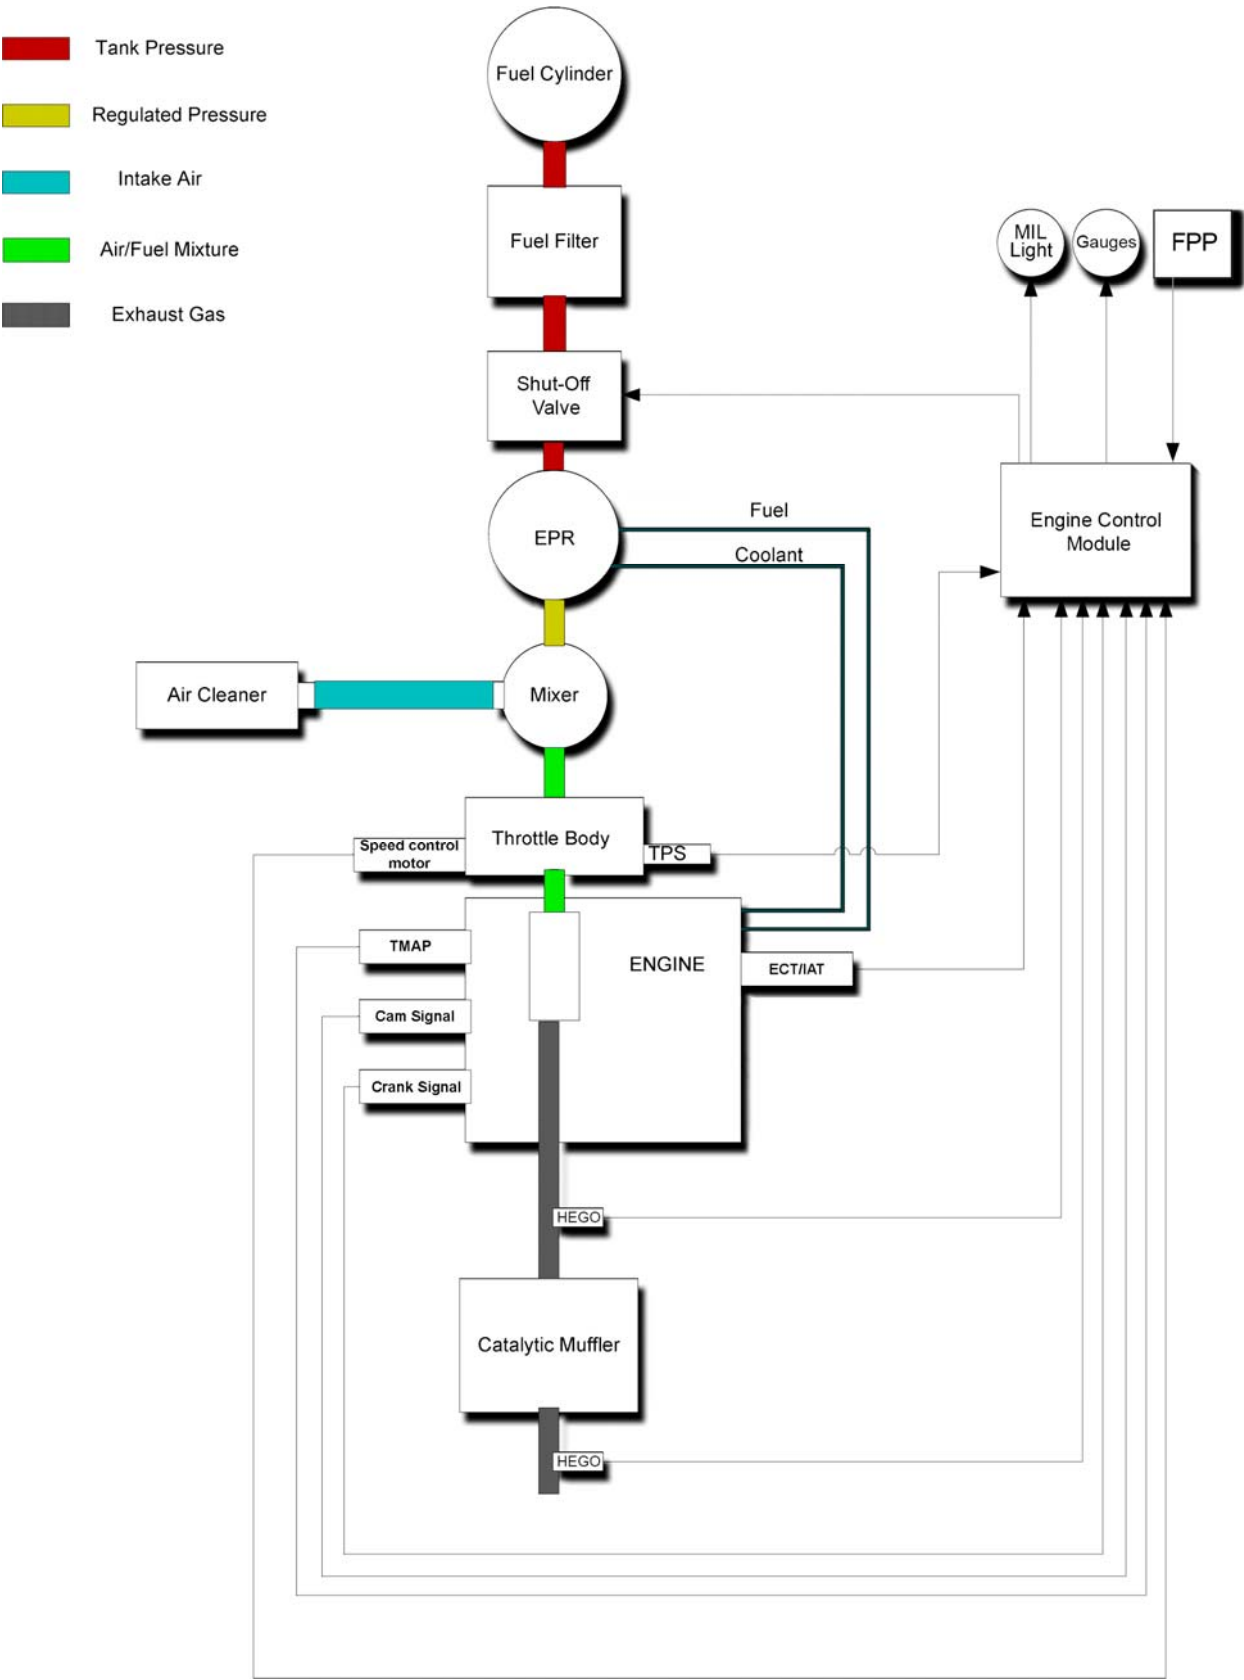 Tank Pressure
Regulated Pressure
Intake Air
Air/Fuel Mixture
Exhaust Gas
Fuel Cylinder
Fuel Filter
Shut-Off
Valve
MIL
Light
Gauges
FPP
Engine Control
Module
EPR
Fuel
Coolant
Air Cleaner
Mixer
Throttle Body
Speed control
motor
TPS
TMAP
ENGINE
ECT/IAT
Cam Signal
Crank Signal
HEGO
Catalytic Muffler
HEGO